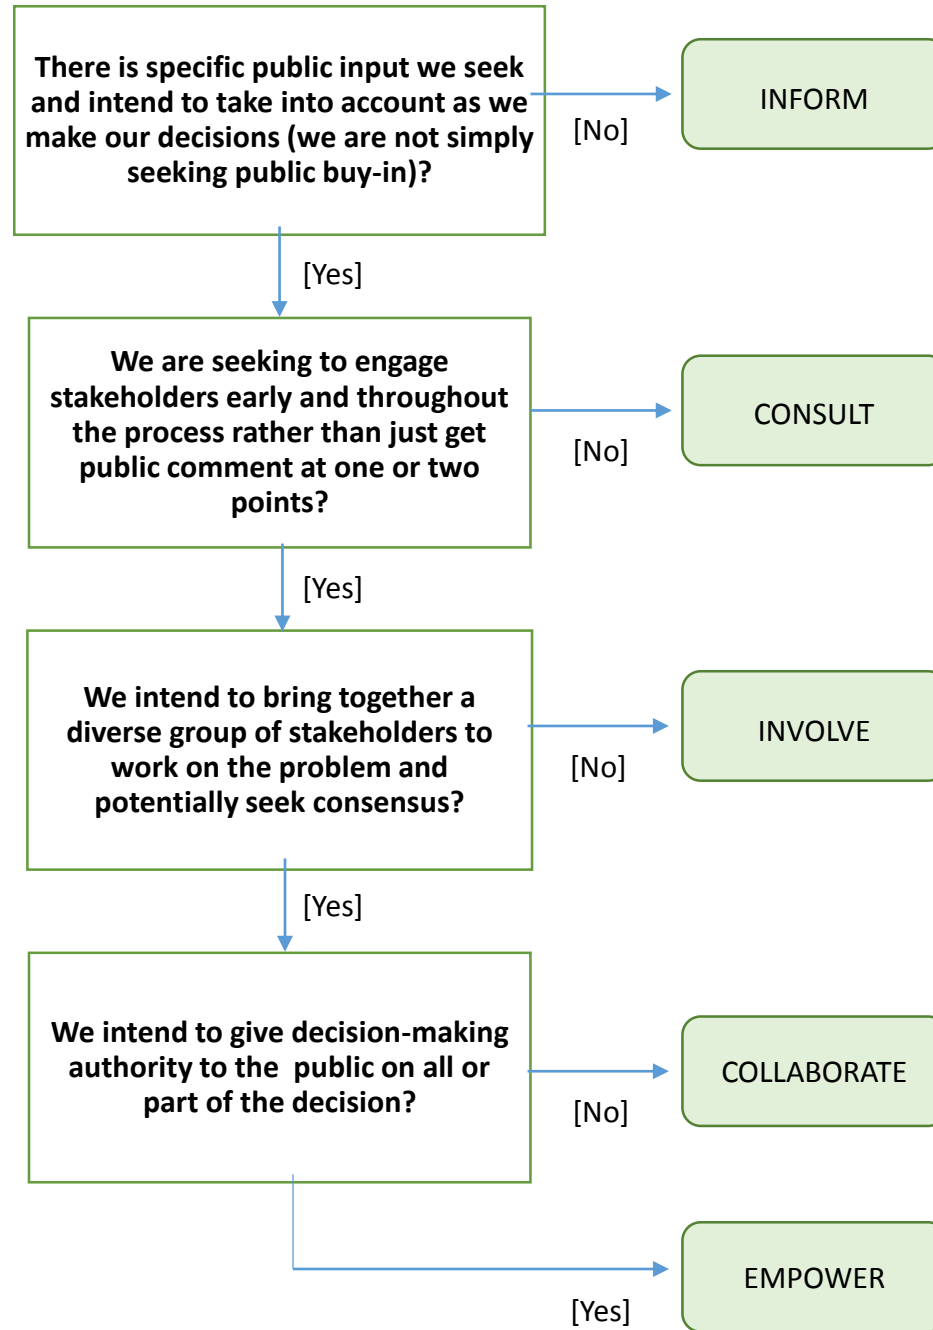 There is specific public input we seek
and intend to take into account as we
make our decisions (we are not simply
seeking public buy-in)?
[No]
INFORM
[Yes]
We are seeking to engage
stakeholders early and throughout
the process rather than just get
public comment at one or two
points?
[No]
CONSULT
[Yes]
We intend to bring together a
diverse group of stakeholders to
work on the problem and
potentially seek consensus?
[No]
INVOLVE
[Yes]
We intend to give decision-making
authority to the  public on all or
part of the decision?
[No]
COLLABORATE
[Yes]
EMPOWER